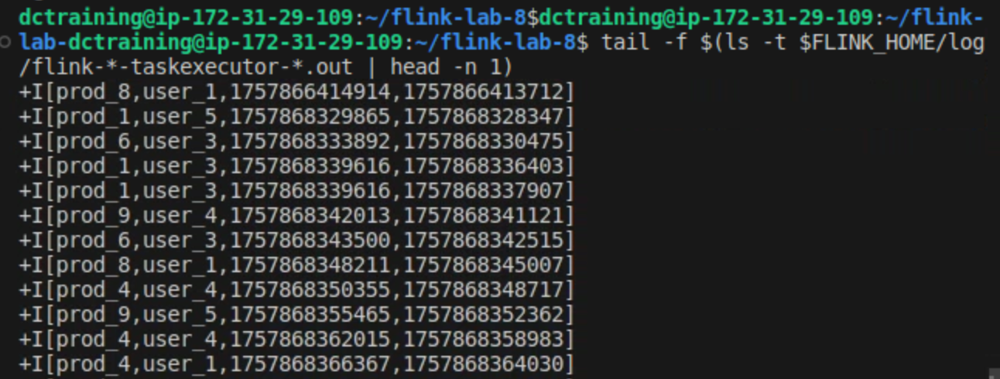 dctraining@ip-172-31-29-109:~/flink-lab-8$dctraining@ip-172-31-29-109:~/flink-
lab-dctraining@ip-172-31-29-109:~/flink-lab-8$ tail -f $(ls -t $FLINK_HOME/log
/flink-*-taskexecutor-*.out | head -n 1)
+I[prod_8,user_1,1757866414914,1757866413712]
+I[prod_1,user_5,1757868329865,1757868328347]
+I[prod_6,user_3,1757868333892,1757868330475]
+I[prod_1,user_3,1757868339616,1757868336403]
+I[prod_1,user_3,1757868339616,1757868337907]
+I[prod_9,user_4,1757868342013,1757868341121]
+I[prod_6,user_3,1757868343500,1757868342515]
+I[prod_8,user_1,1757868348211,1757868345007]
+I[prod_4,user_4,1757868350355,1757868348717]
+I[prod_9,user_5,1757868355465,1757868352362]
+I[prod_4,user_4,1757868362015,1757868358983]
+I[prod_4,user_1,1757868366367,1757868364030]